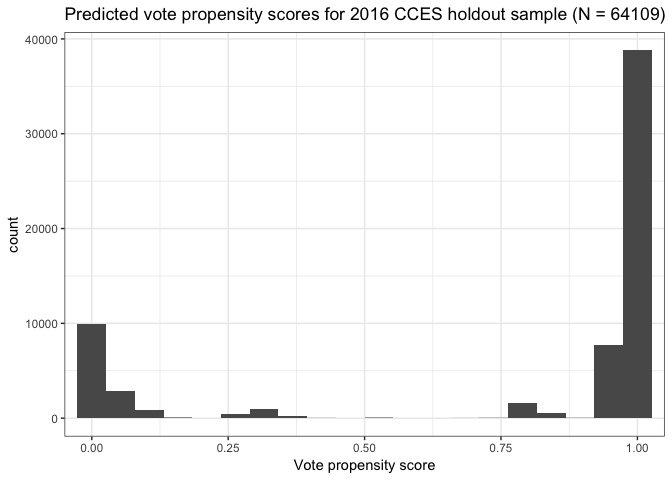 Predicted vote propensity scores for 2016 CCES holdout sample (N = 64109)
40000
30000
20000
10000
0
count
0.00 0.25 0.50 0.75 1.00
Vote propensity score